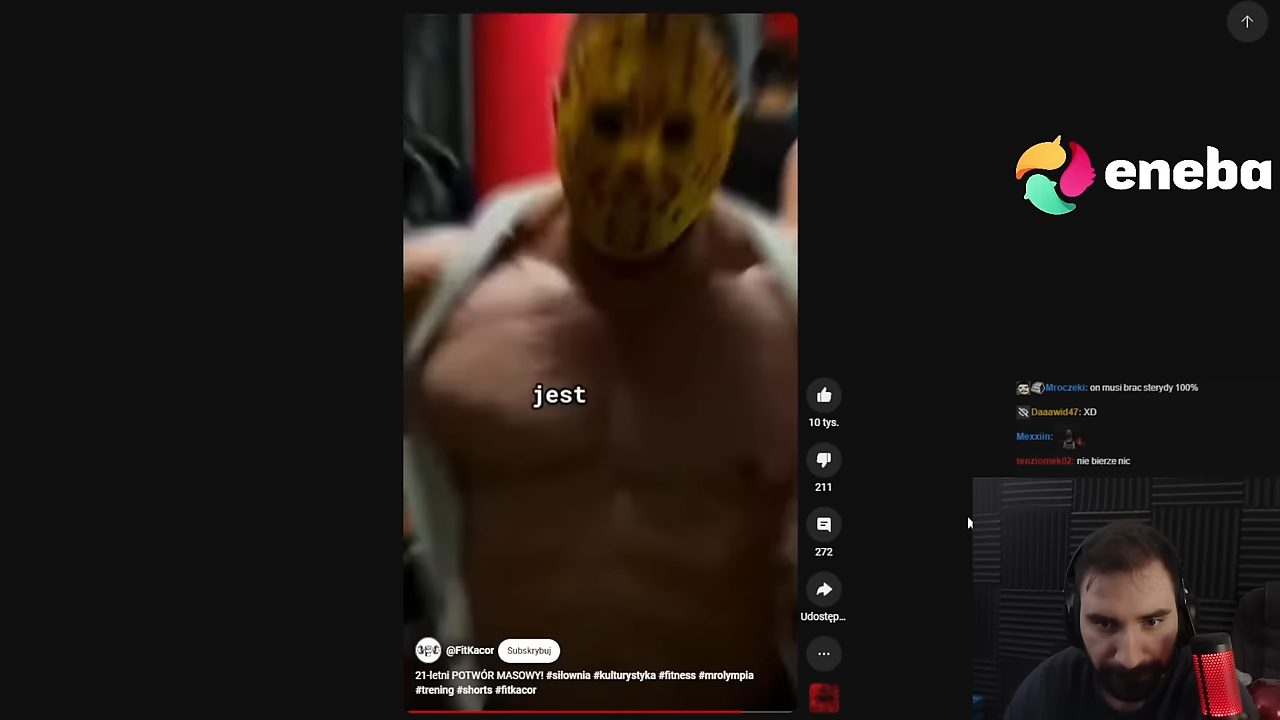 eneba
jest
10 tys.
211
272
Udostęp...
Mroczeki: on musi brac sterydy 100%
Daaawid47: XD
Mexxiin:
tenziomek02: nie bierze nic
@FitKacor
Subskrybuj
21-letni POTWÓR MASOWY! #siłownia #kulturystyka #fitness #mrolympia
#trening #shorts #fitkacor